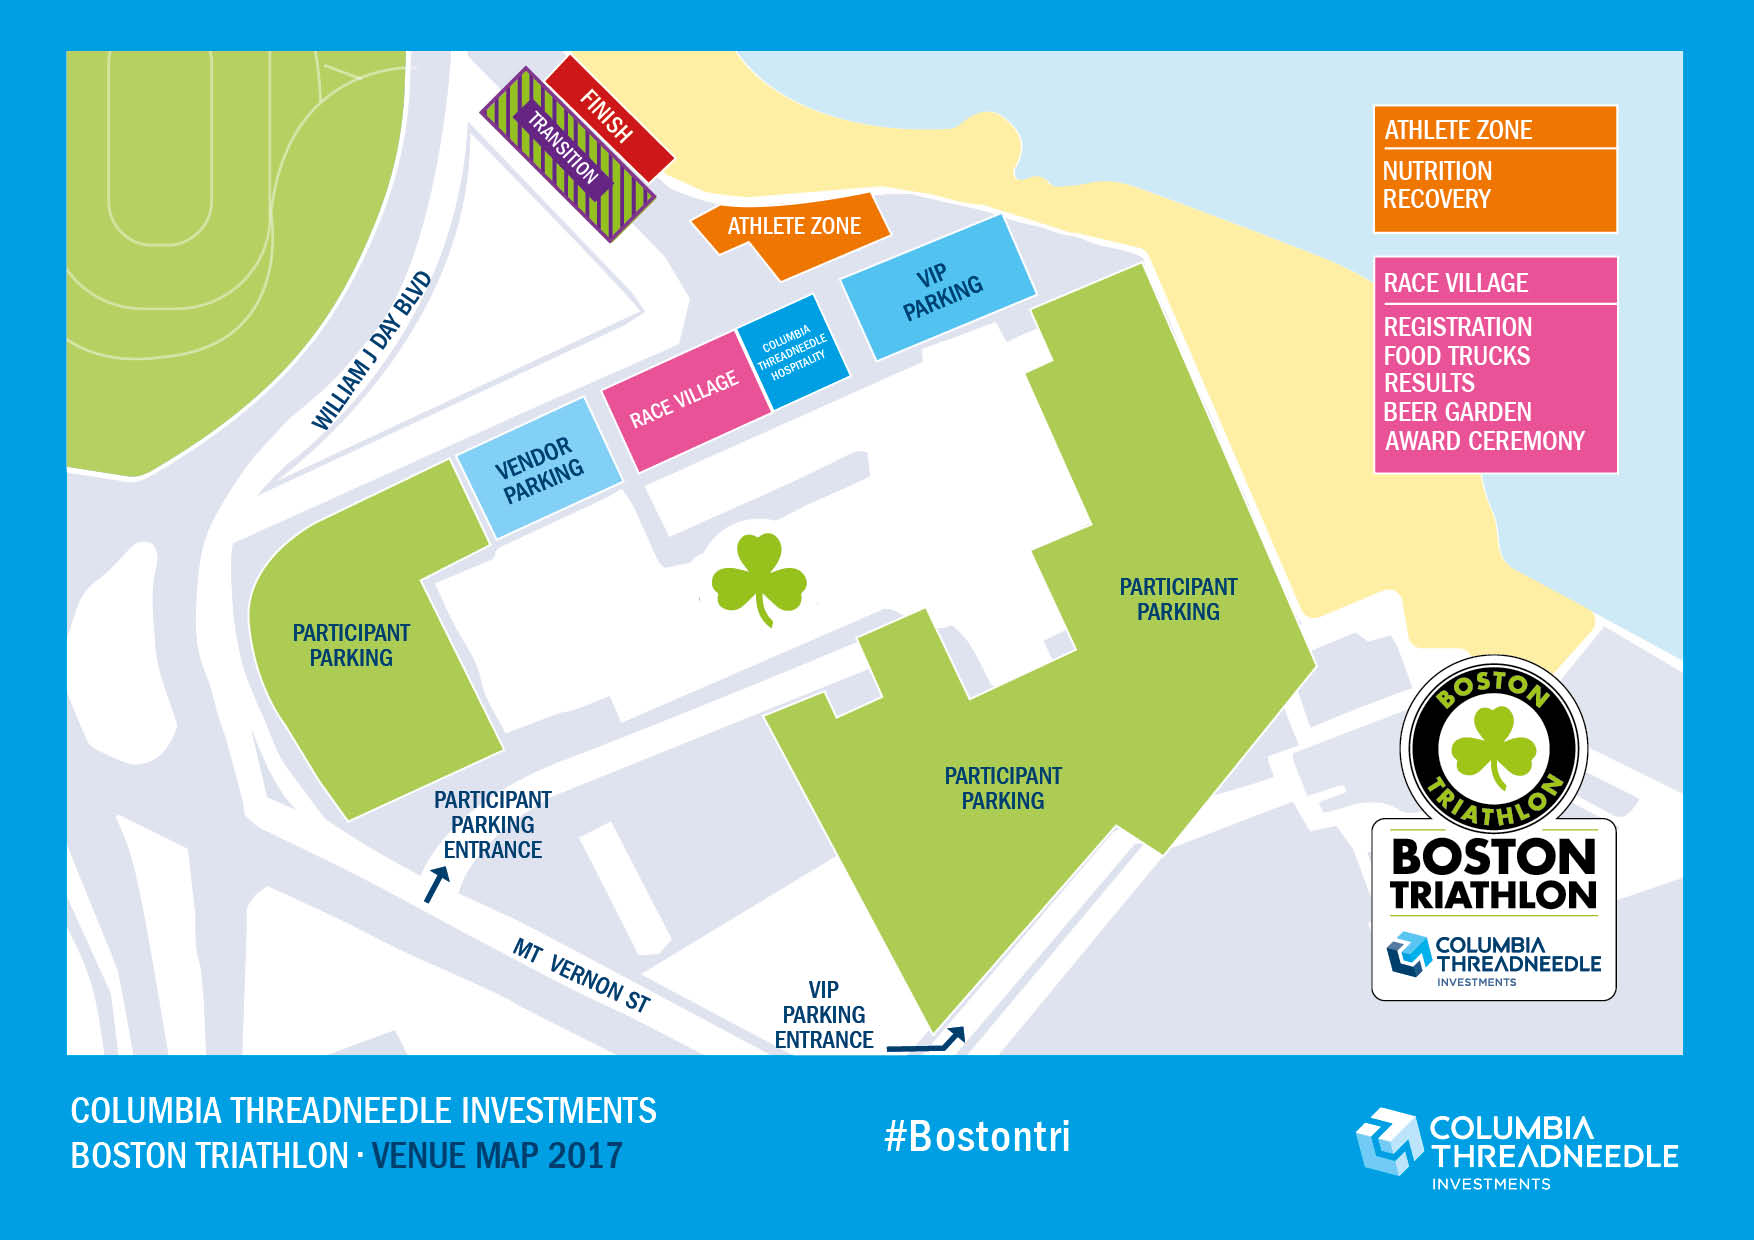 FINISH
TRANSITION
ATHLETE ZONE
VIP
PARKING
COLUMBIA
THREADNEEDLE
HOSPITALITY
RACE VILLAGE
VENDOR
PARKING
WILLIAM J DAY BLVD
PARTICIPANT
PARKING
PARTICIPANT
PARKING
PARTICIPANT
PARKING
PARTICIPANT
PARKING
ENTRANCE
MT VERNON ST
VIP
PARKING
ENTRANCE
ATHLETE ZONE
NUTRITION
RECOVERY
RACE VILLAGE
REGISTRATION
FOOD TRUCKS
RESULTS
BEER GARDEN
AWARD CEREMONY
BOSTON
TRIATHLON
BOSTON
TRIATHLON
COLUMBIA
THREADNEEDLE
INVESTMENTS
COLUMBIA THREADNEEDLE INVESTMENTS
BOSTON TRIATHLON · VENUE MAP 2017
#Bostontri
COLUMBIA
THREADNEEDLE
INVESTMENTS